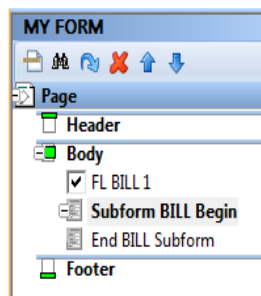 MY FORM
Page
Header
Body
FL BILL 1
Subform BILL Begin
End BILL Subform
Footer